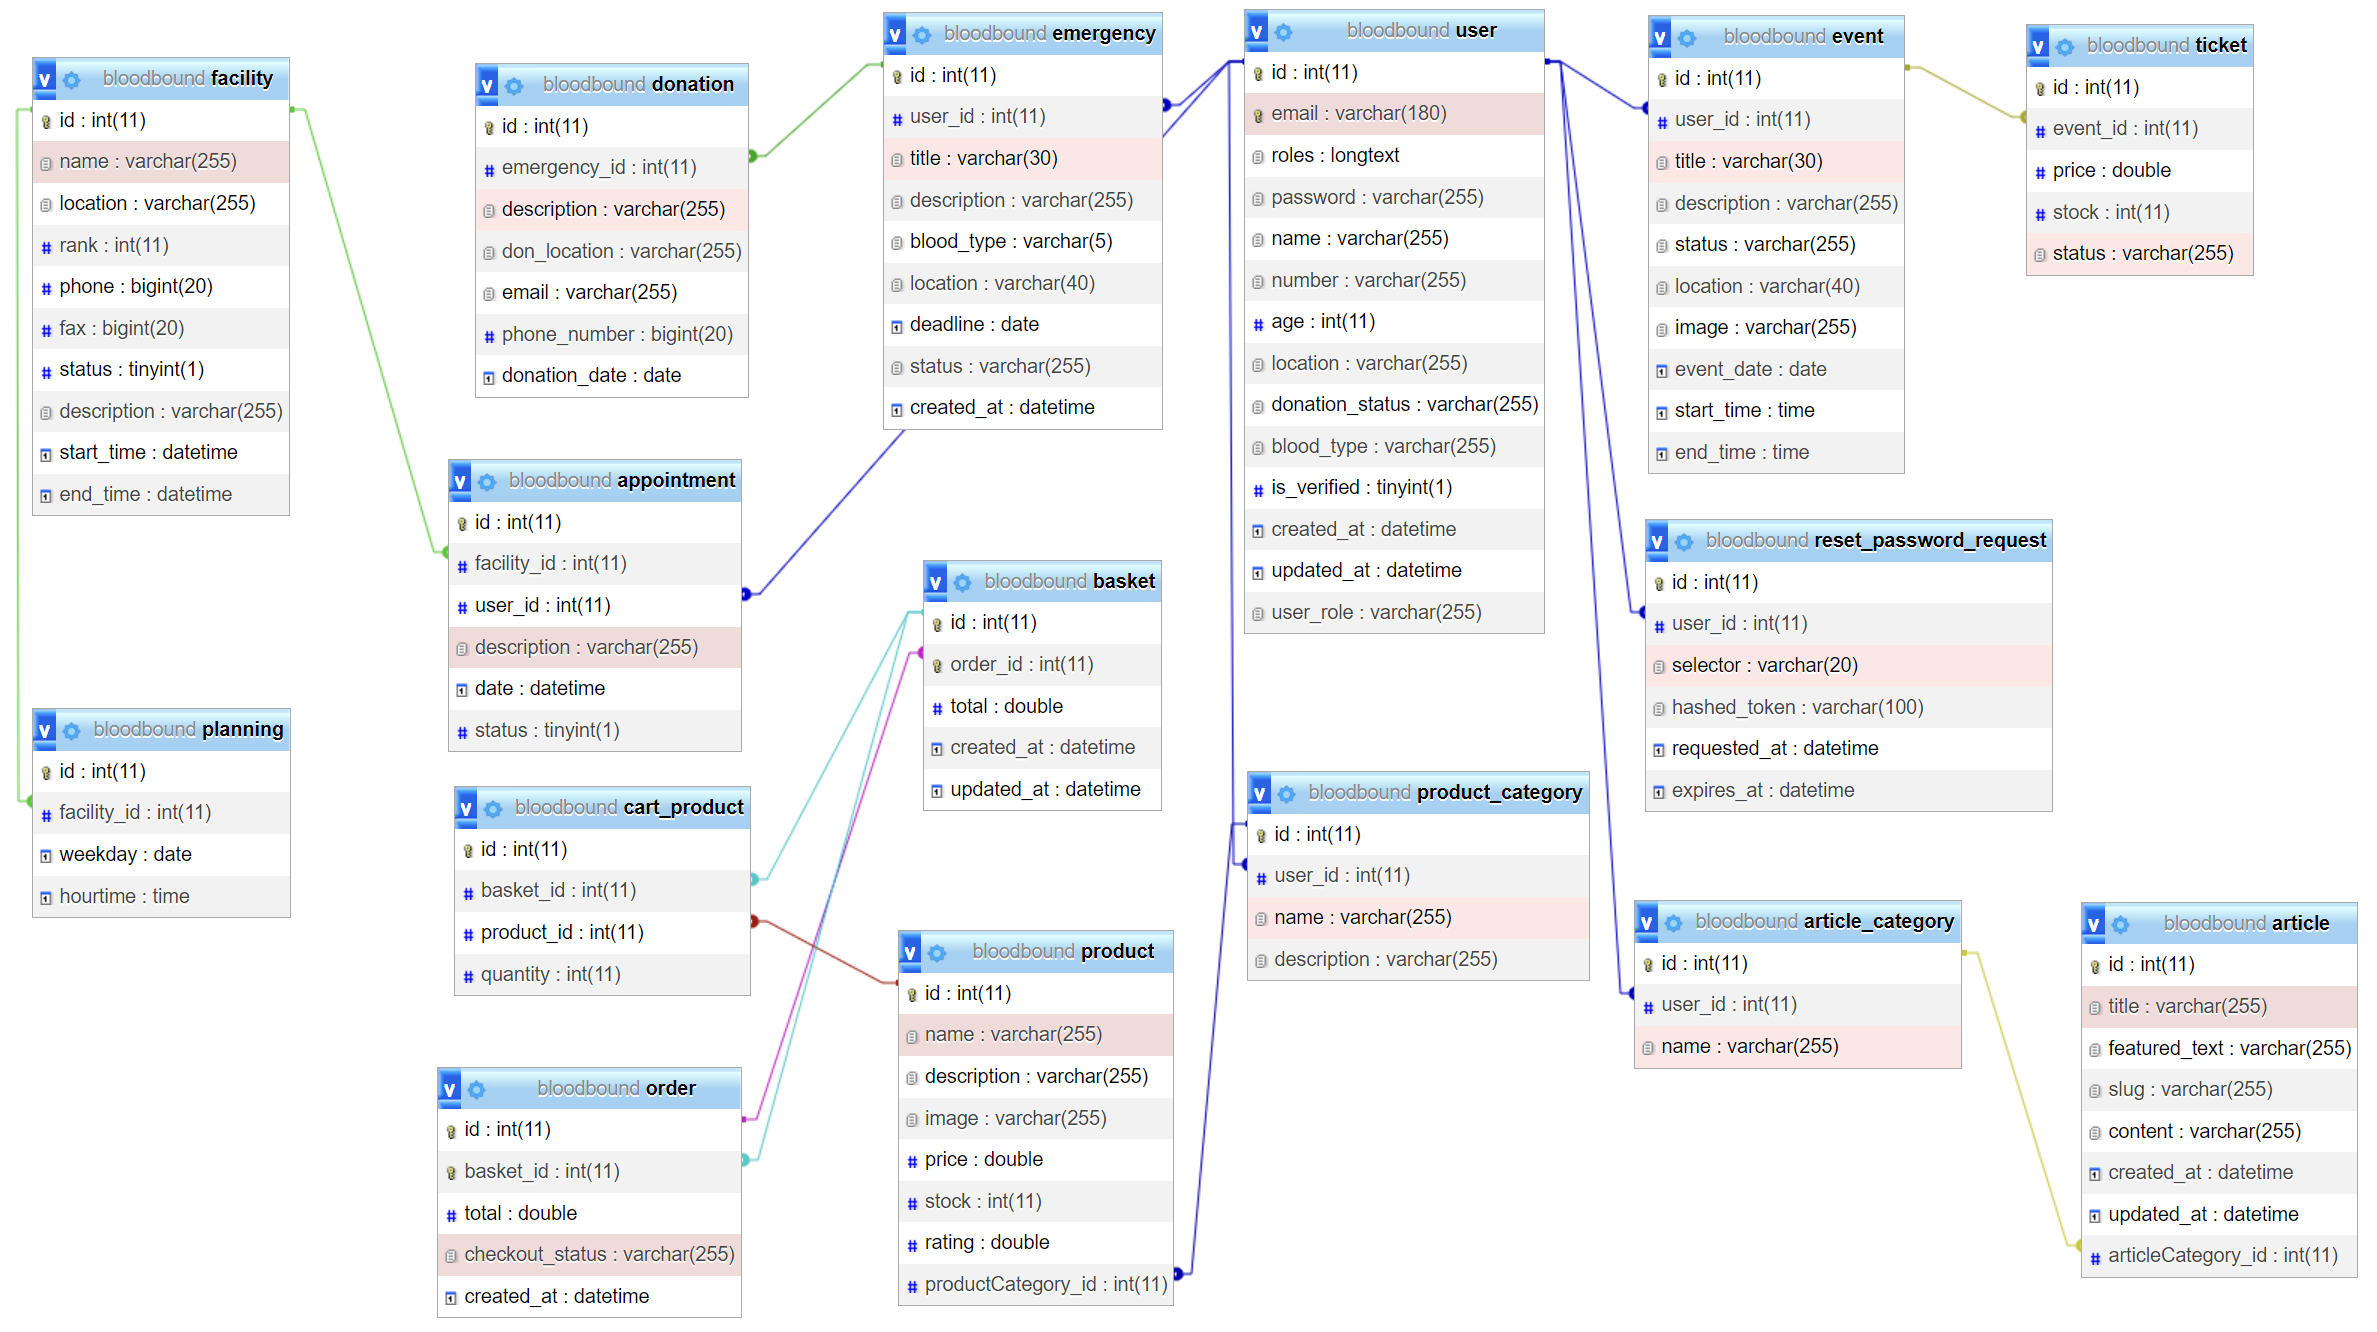 bloodbound facility
id : int(11)
name : varchar(255)
location : varchar(255)
rank : int(11)
phone : bigint(20)
fax : bigint(20)
status : tinyint(1)
description : varchar(255)
start_time : datetime
end_time : datetime
bloodbound planning
id : int(11)
facility_id : int(11)
weekday : date
hourtime : time
bloodbound donation
id : int(11)
emergency_id : int(11)
description : varchar(255)
don_location : varchar(255)
email : varchar(255)
phone_number : bigint(20)
donation_date : date
bloodbound appointment
id : int(11)
facility_id : int(11)
user_id : int(11)
description : varchar(255)
date : datetime
status : tinyint(1)
bloodbound cart_product
id : int(11)
basket_id : int(11)
product_id : int(11)
quantity : int(11)
bloodbound order
id : int(11)
basket_id : int(11)
total : double
checkout_status : varchar(255)
created_at : datetime
bloodbound emergency
id : int(11)
user_id : int(11)
title : varchar(30)
description : varchar(255)
blood_type : varchar(5)
location : varchar(40)
deadline : date
status : varchar(255)
created_at : datetime
bloodbound basket
id : int(11)
order_id : int(11)
total : double
created_at : datetime
updated_at : datetime
bloodbound product
id : int(11)
name : varchar(255)
description : varchar(255)
image : varchar(255)
price : double
stock : int(11)
rating : double
productCategory_id : int(11)
bloodbound user
id : int(11)
email : varchar(180)
roles : longtext
password : varchar(255)
name : varchar(255)
number : varchar(255)
age : int(11)
location : varchar(255)
donation_status : varchar(255)
blood_type : varchar(255)
is_verified : tinyint(1)
created_at : datetime
updated_at : datetime
user_role : varchar(255)
bloodbound product_category
id : int(11)
user_id : int(11)
name : varchar(255)
description : varchar(255)
bloodbound event
id : int(11)
user_id : int(11)
title : varchar(30)
description : varchar(255)
status : varchar(255)
location : varchar(40)
image : varchar(255)
event_date : date
start_time : time
end_time : time
bloodbound reset_password_request
id : int(11)
user_id : int(11)
selector : varchar(20)
hashed_token : varchar(100)
requested_at : datetime
expires_at : datetime
bloodbound article_category
id : int(11)
user_id : int(11)
name : varchar(255)
bloodbound ticket
id : int(11)
event_id : int(11)
price : double
stock : int(11)
status : varchar(255)
bloodbound article
id : int(11)
title : varchar(255)
featured_text : varchar(255)
slug : varchar(255)
content : varchar(255)
created_at : datetime
updated_at : datetime
articleCategory_id : int(11)